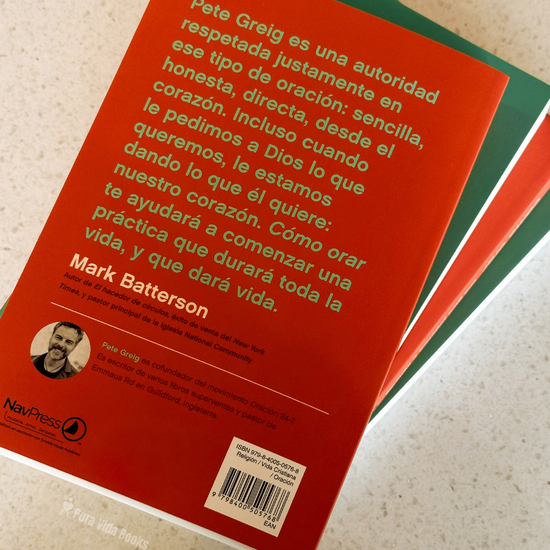 Pete Greig es una autoridad
respetada justamente en
ese tipo de oración: sencilla,
honesta, directa, desde el
corazón. Incluso cuando
le pedimos a Dios lo que
queremos, le estamos
dando lo que él quiere:
nuestro corazón. Cómo orar
te ayudará a comenzar una
práctica que durará toda la
vida, y que dará vida.
Mark Batterson
Autor de El hacedor de círculos, éxito de venta del New York
Times, y pastor principal de la Iglesia National Community
Pete Greig es cofundador del movimiento Oración 24-7.
Es escritor de varios libros superventas y pastor de
Emmaus Rd en Guildford, Inglaterra.
NavPress
ISBN 979-8-4005-0576-8
Religión / Vida Cristiana
/ Oración
9 798400 505768
EAN
Pura Vida Books